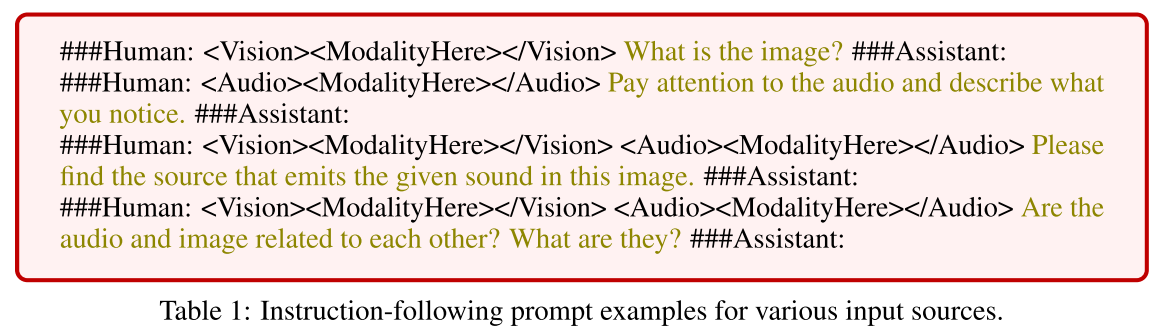 ###Human: <Vision><ModalityHere></Vision> What is the image? ###Assistant:
###Human: <Audio><ModalityHere></Audio> Pay attention to the audio and describe what
you notice. ###Assistant:
###Human: <Vision><ModalityHere></Vision> <Audio><ModalityHere></Audio> Please
find the source that emits the given sound in this image. ###Assistant:
###Human: <Vision><ModalityHere></Vision> <Audio><ModalityHere></Audio> Are the
audio and image related to each other? What are they? ###Assistant:
Table 1: Instruction-following prompt examples for various input sources.